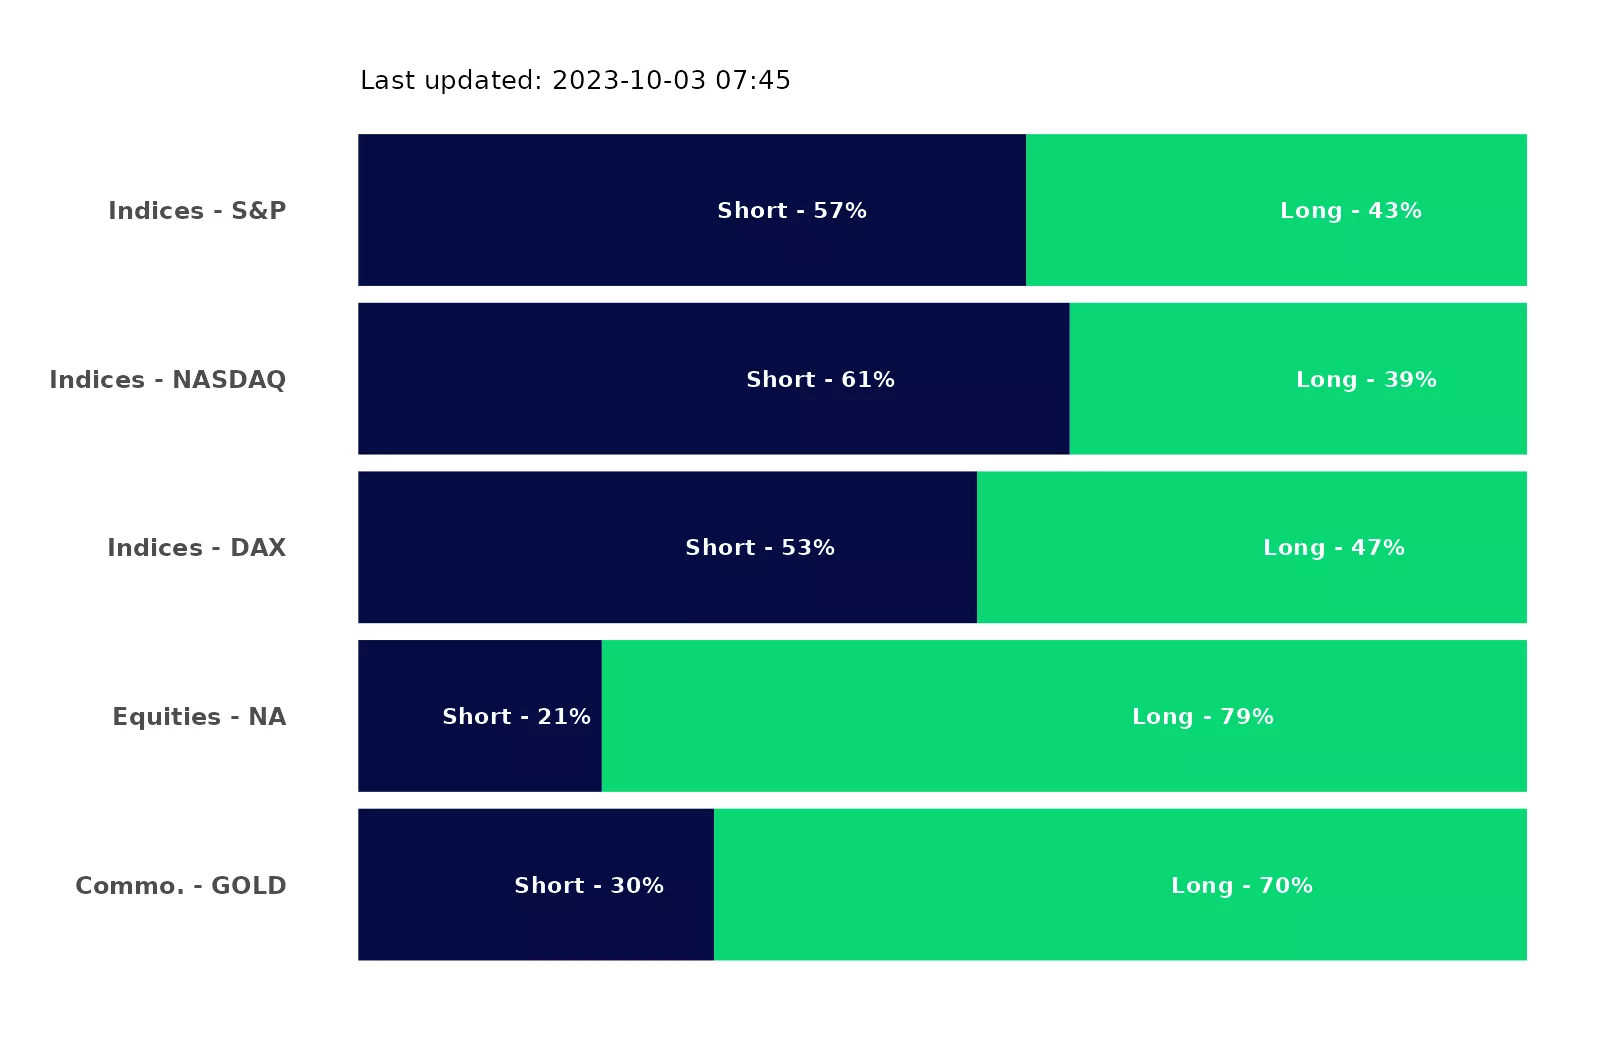 Last updated: 2023-10-03 07:45
Indices - S&P Short - 57% Long - 43%
Indices - NASDAQ Short - 61% Long - 39%
Indices - DAX Short - 53% Long - 47%
Equities - NA Short - 21% Long - 79%
Commo. - GOLD Short - 30% Long - 70%